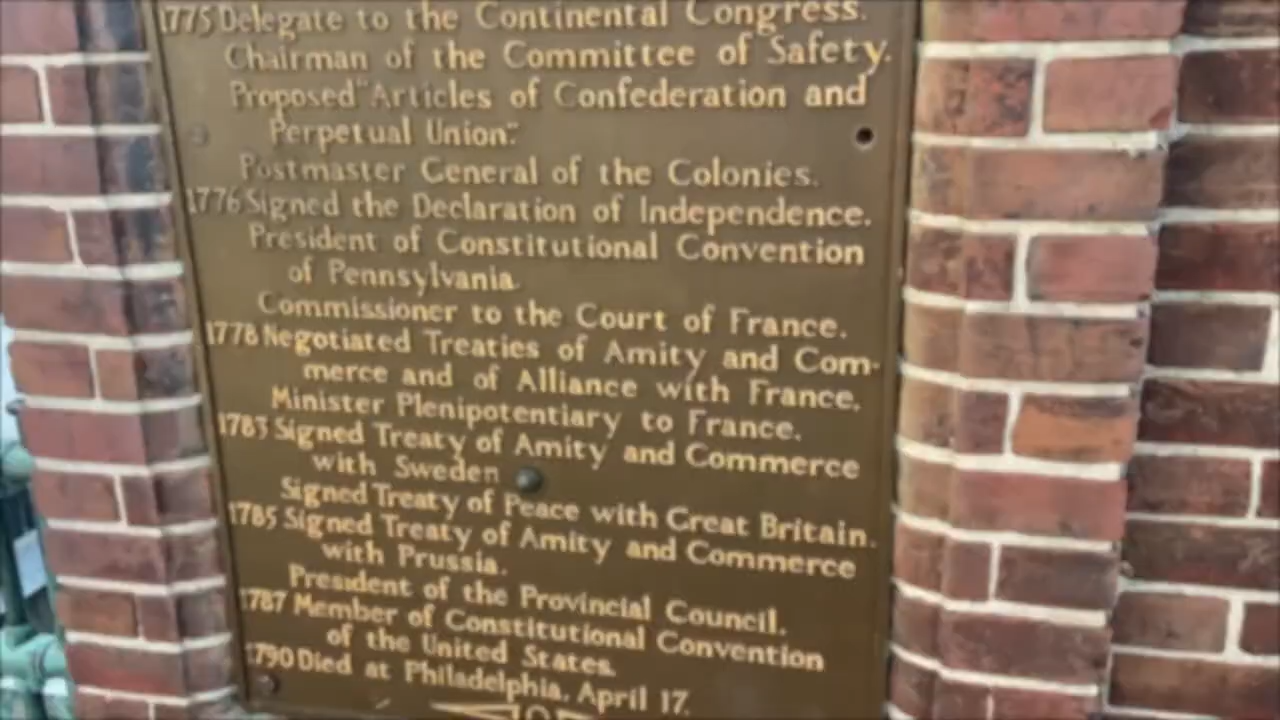 1775 Delegate to the Continental Congress.
Chairman of the Committee of Safety.
Proposed "Articles of Confederation and
Perpetual Union."
Postmaster General of the Colonies.
1776 Signed the Declaration of Independence.
President of Constitutional Convention
of Pennsylvania.
Commissioner to the Court of France.
1778 Negotiated Treaties of Amity and Com-
merce and of Alliance with France.
Minister Plenipotentiary to France.
1783 Signed Treaty of Amity and Commerce
with Sweden
Signed Treaty of Peace with Great Britain.
1785 Signed Treaty of Amity and Commerce
with Prussia.
President of the Provincial Council.
1787 Member of Constitutional Convention
of the United States.
1790 Died at Philadelphia, April 17.